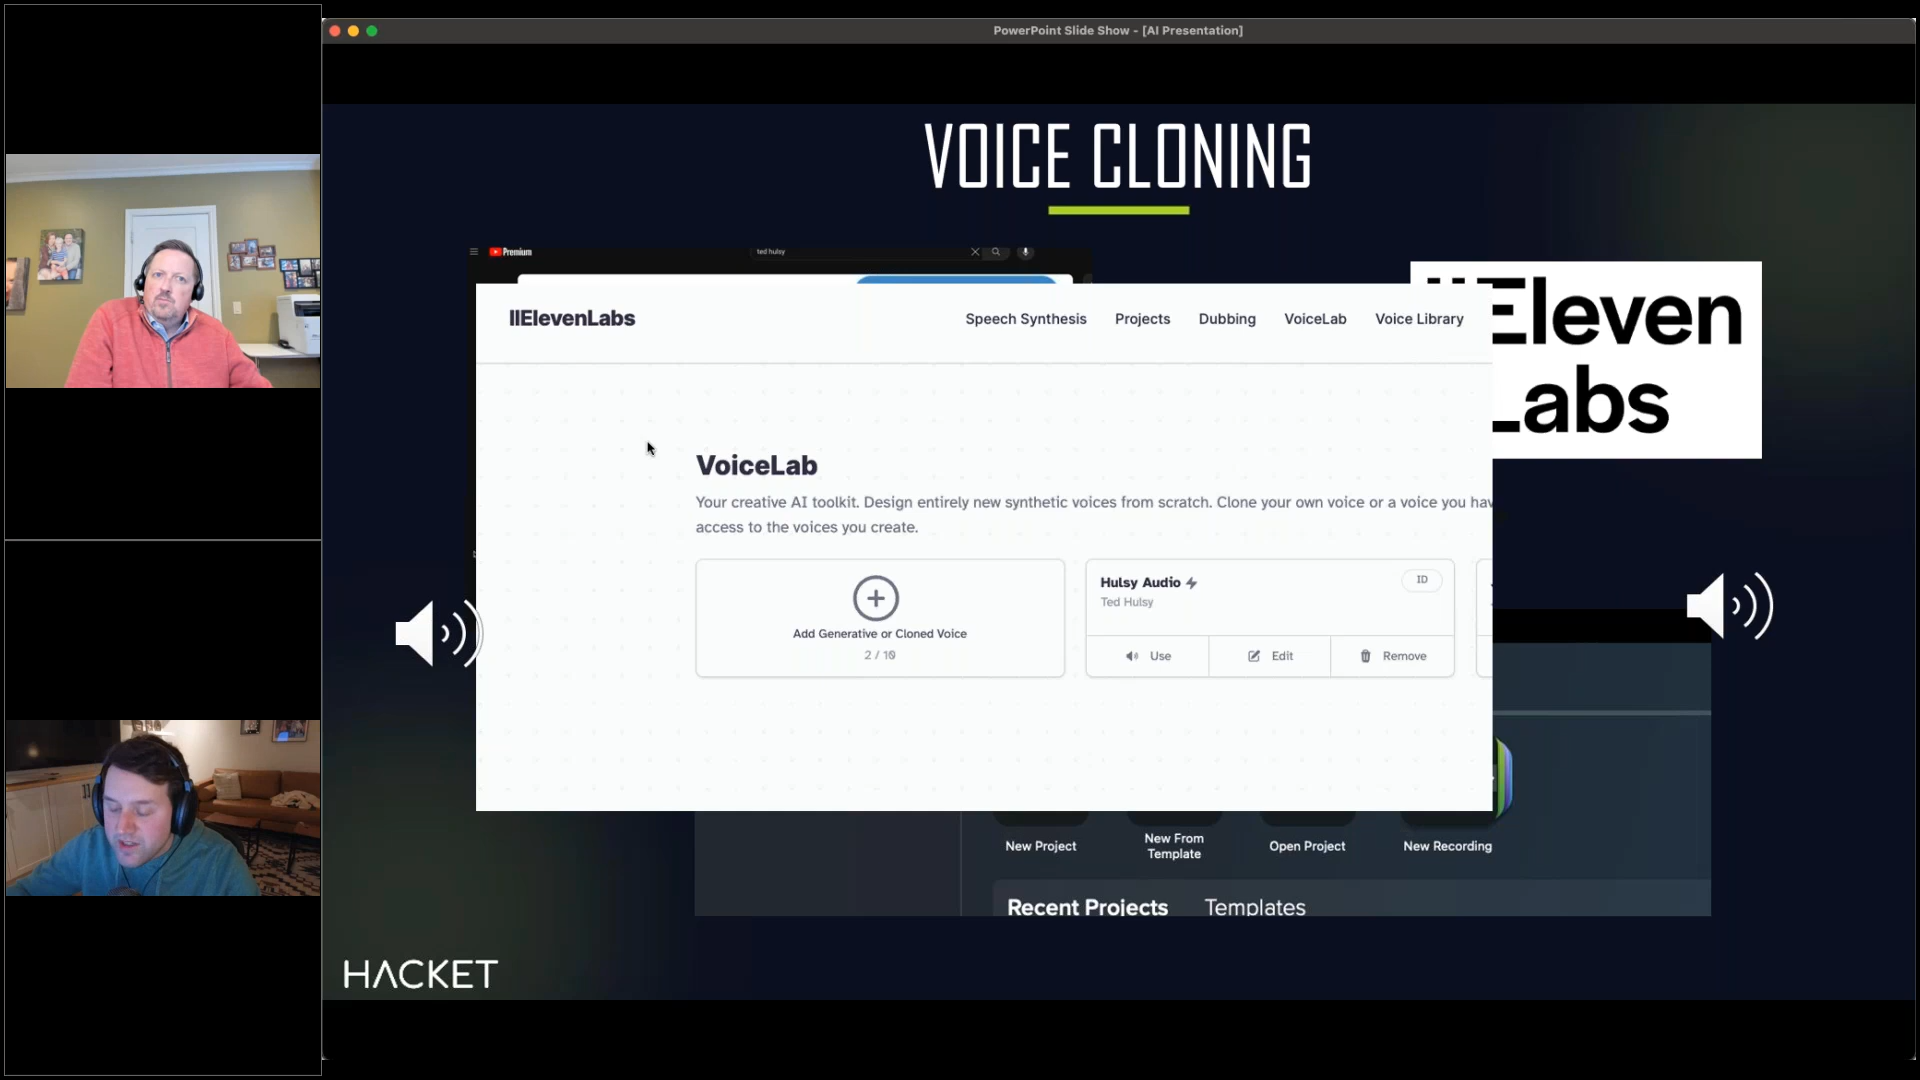 PowerPoint Slide Show - [AI Presentation]
VOICE CLONING
Premium
ted hulsy
IIElevenLabs
Speech Synthesis
Projects
Dubbing
VoiceLab
Voice Library
Eleven
Labs
VoiceLab
Your creative AI toolkit. Design entirely new synthetic voices from scratch. Clone your own voice or a voice you hav
access to the voices you create.
Add Generative or Cloned Voice
2 / 10
Hulsy Audio
ID
Ted Hulsy
Use
Edit
Remove
New Project
New From
Template
Open Project
New Recording
Recent Projects
Templates
HACKET